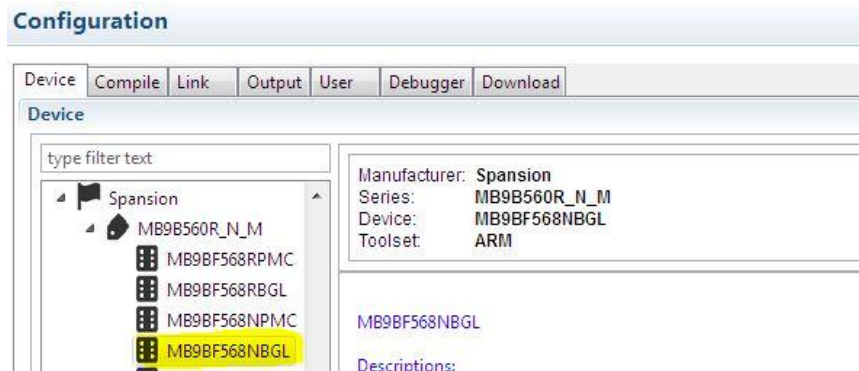 Configuration
Device Compile Link Output User Debugger Download
Device
type filter text
Spansion
MB9B560R_N_M
MB9BF568RPMC
MB9BF568RBGL
MB9BF568NPMC
MB9BF568NBGL
Manufacturer: Spansion
Series: MB9B560R_N_M
Device: MB9BF568NBGL
Toolset: ARM
MB9BF568NBGL
Descriptions: